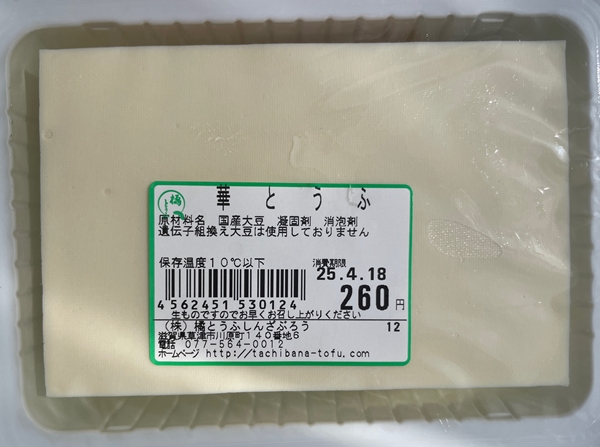 華とうふ
原材料名 国産大豆 凝固剤 消泡剤
遺伝子組換え大豆は使用しておりません
保存温度10℃以下
消費期限
25.4.18
4562451530124
260円
生ものですのでお早くお召し上がりください
(株)橘とうふしんざぶろう 12
滋賀県草津市川原町140番地6
電話 077-564-0012
ホームページ http://tachibana-tofu.com